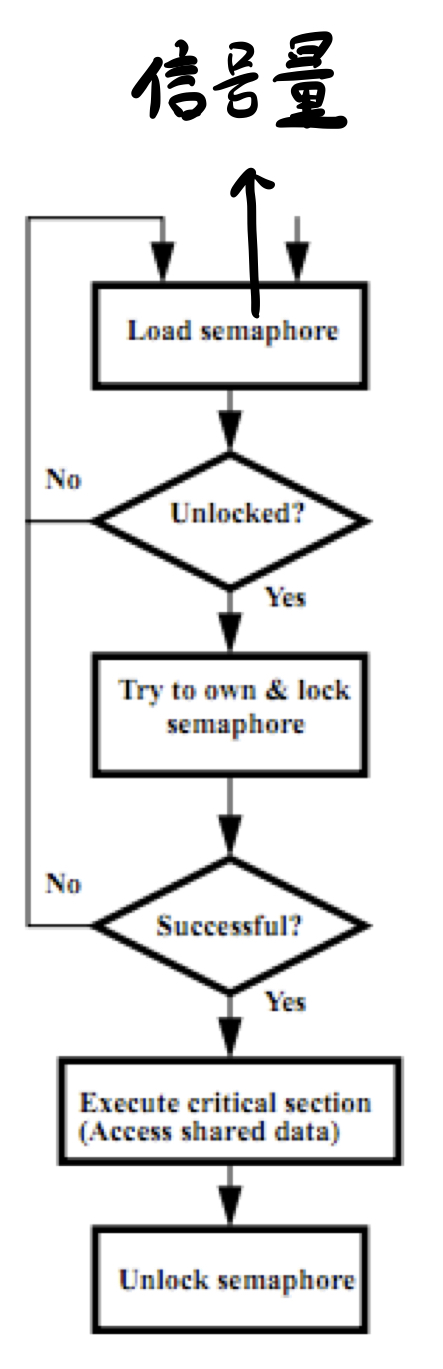 信号量
Load semaphore
No
Unlocked?
Yes
Try to own & lock
semaphore
No
Successful?
Yes
Execute critical section
(Access shared data)
Unlock semaphore